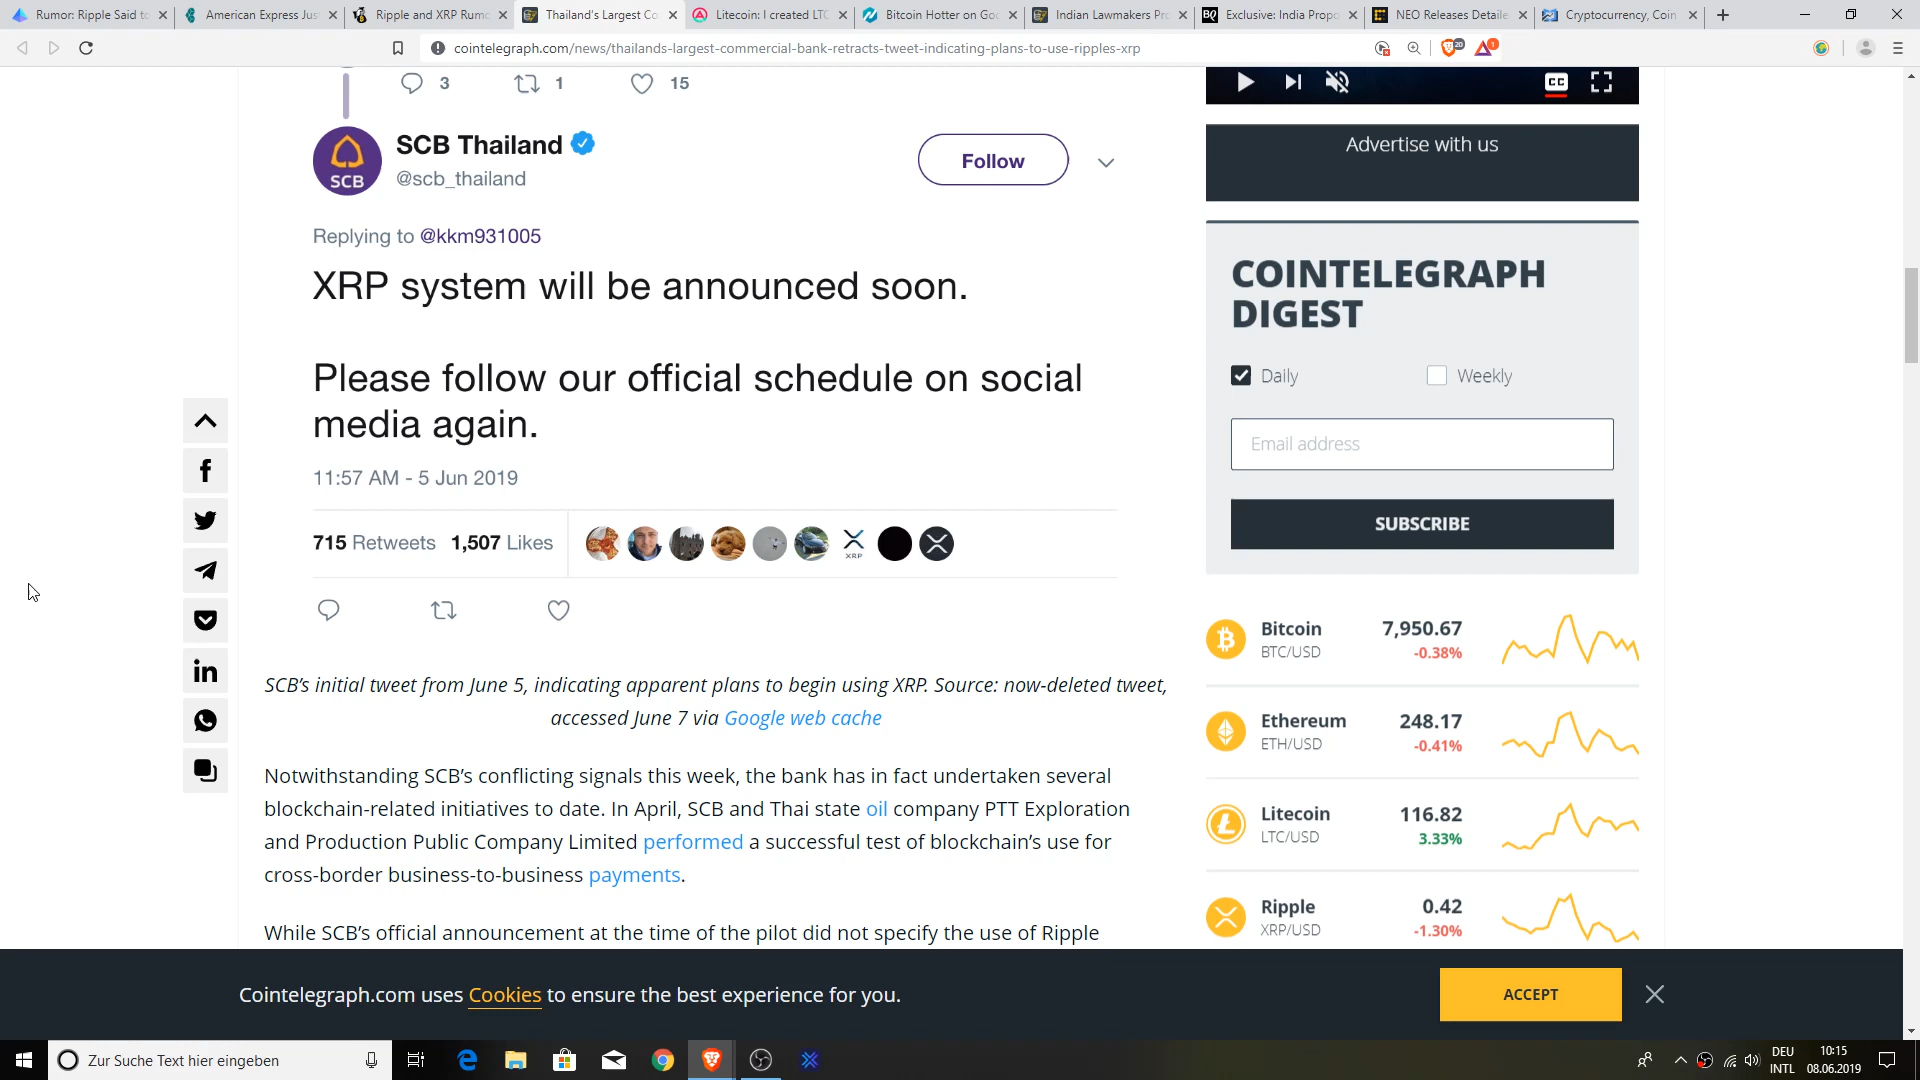 Rumor: Ripple Said to
American Express Jus
Ripple and XRP Rumo
Thailand's Largest Co
Litecoin: I created LTC
Bitcoin Hotter on Goo
Indian Lawmakers Pro
Exclusive: India Propo
NEO Releases Detaile
Cryptocurrency, Coin
cointelegraph.com/news/thailands-largest-commercial-bank-retracts-tweet-indicating-plans-to-use-ripples-xrp
20
1
3
1
15
CC
SCB Thailand
@scb_thailand
SCB
Follow
Replying to @kkm931005
XRP system will be announced soon.
Please follow our official schedule on social
media again.
11:57 AM - 5 Jun 2019
715 Retweets 1,507 Likes
XRP
SCB's initial tweet from June 5, indicating apparent plans to begin using XRP. Source: now-deleted tweet,
accessed June 7 via Google web cache
Notwithstanding SCB's conflicting signals this week, the bank has in fact undertaken several
blockchain-related initiatives to date. In April, SCB and Thai state oil company PTT Exploration
and Production Public Company Limited performed a successful test of blockchain's use for
cross-border business-to-business payments.
While SCB's official announcement at the time of the pilot did not specify the use of Ripple
Advertise with us
COINTELEGRAPH
DIGEST
Daily
Weekly
Email address
SUBSCRIBE
Bitcoin 7,950.67
BTC/USD -0.38%
Ethereum 248.17
ETH/USD -0.41%
Litecoin 116.82
LTC/USD 3.33%
Ripple 0.42
XRP/USD -1.30%
Cointelegraph.com uses Cookies to ensure the best experience for you.
ACCEPT
Zur Suche Text hier eingeben
DEU
INTL
10:15
08.06.2019